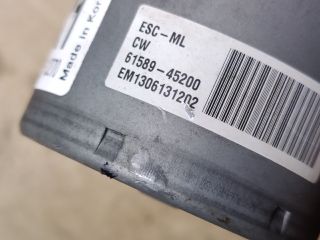 ESC-ML
CW
61589-45200
EM1306131202
Made in Kor